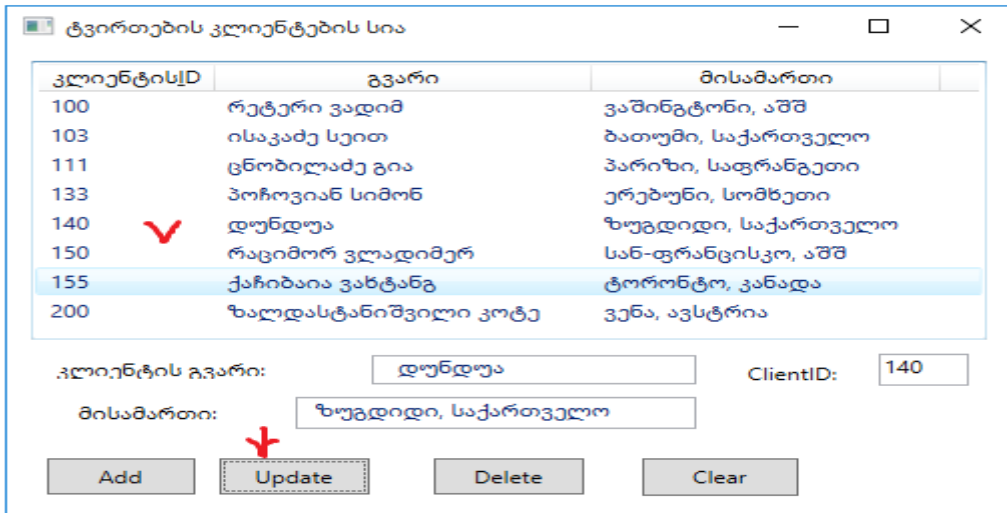 ტვირთების კლიენტების სია
კლიენტისID გვარი მისამართი
100 რეტერი ვადიმ ვაშინგტონი, აშშ
103 ისაკაძე სეით ბათუმი, საქართველო
111 ცნობილაძე გია პარიზი, საფრანგეთი
133 პოჩოვიან სიმონ ერებუნი, სომხეთი
140 დუნდუა ზუგდიდი, საქართველო
150 რაციმორ ვლადიმერ სან-ფრანცისკო, აშშ
155 ქაჩიბაია ვახტანგ ტორონტო, კანადა
200 ზალდასტანიშვილი კოტე ვენა, ავსტრია
კლიენტის გვარი: დუნდუა ClientID: 140
მისამართი: ზუგდიდი, საქართველო
Add Update Delete Clear